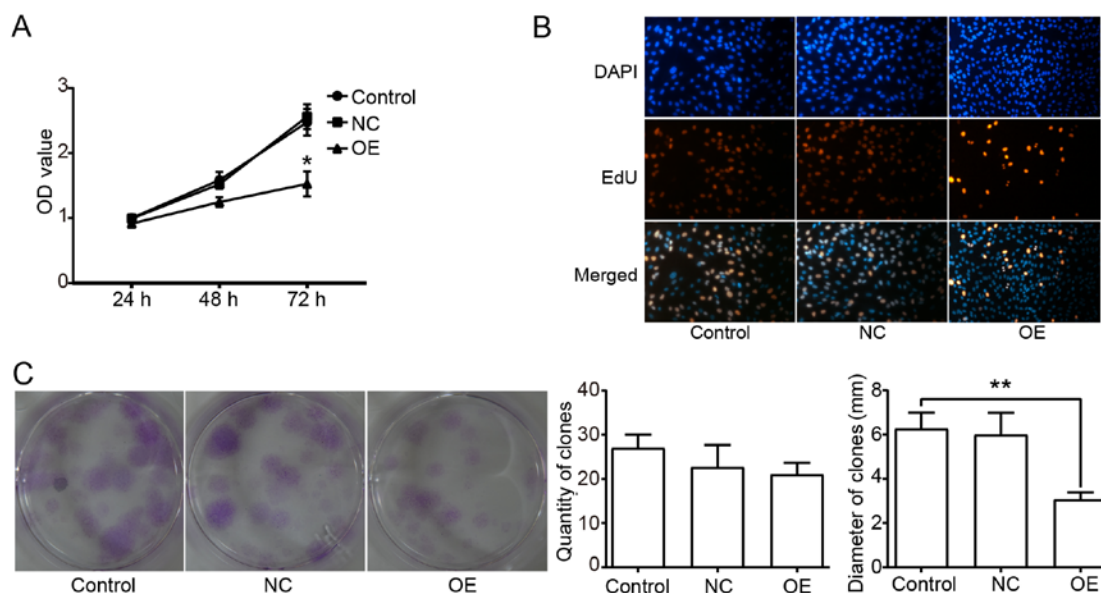 A
OD value
3
2
1
0
24 h
48 h
72 h
*
Control
NC
OE
B
DAPI
EdU
Merged
Control
NC
OE
C
Control
NC
OE
Quantity of clones
40
30
20
10
0
Control
NC
OE
Diameter of clones (mm)
8
6
4
2
0
**
Control
NC
OE